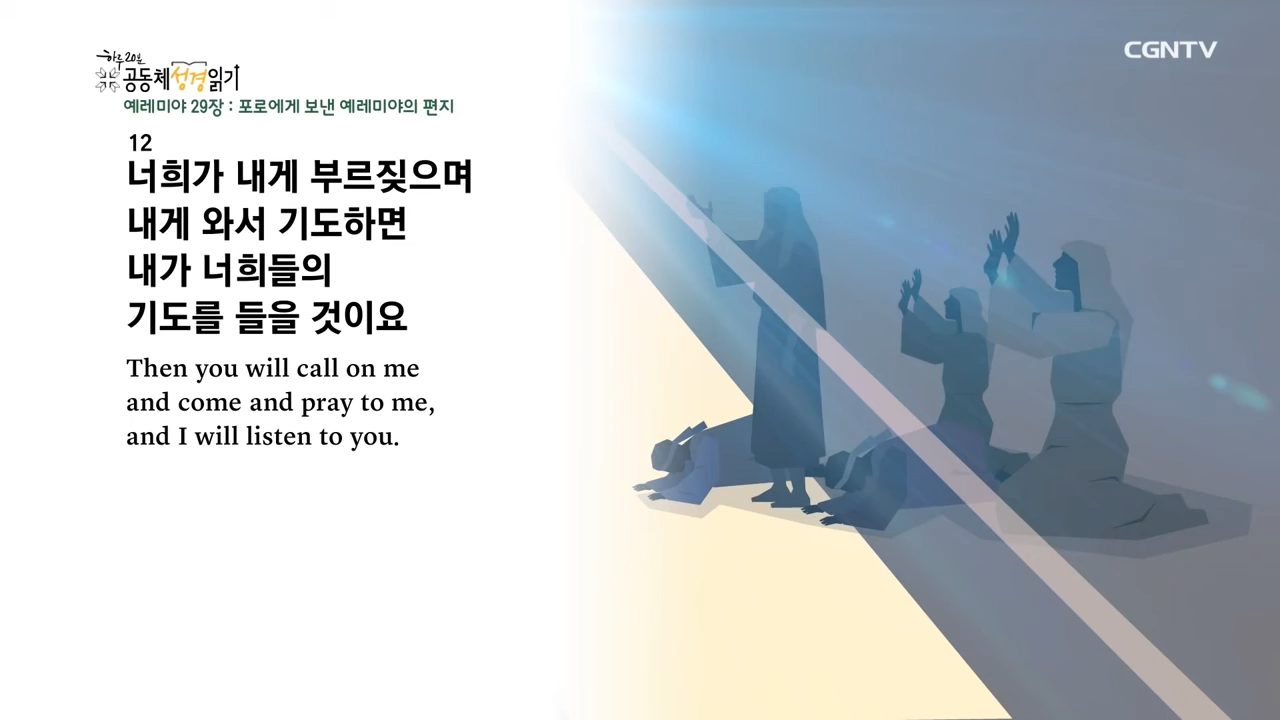 하루 20분
공동체성경읽기
CGNTV
예레미야 29장 : 포로에게 보낸 예레미야의 편지
12
너희가 내게 부르짖으며
내게 와서 기도하면
내가 너희들의
기도를 들을 것이요
Then you will call on me
and come and pray to me,
and I will listen to you.